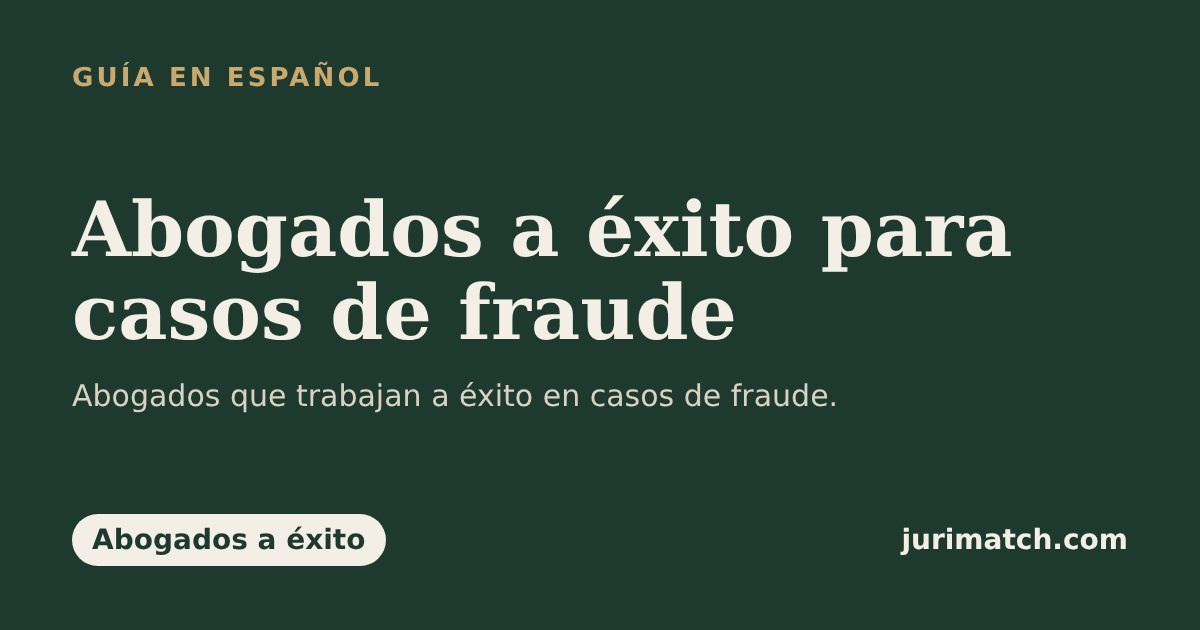 GUÍA EN ESPAÑOL
Abogados a éxito para
casos de fraude
Abogados que trabajan a éxito en casos de fraude.
Abogados a éxito
jurimatch.com